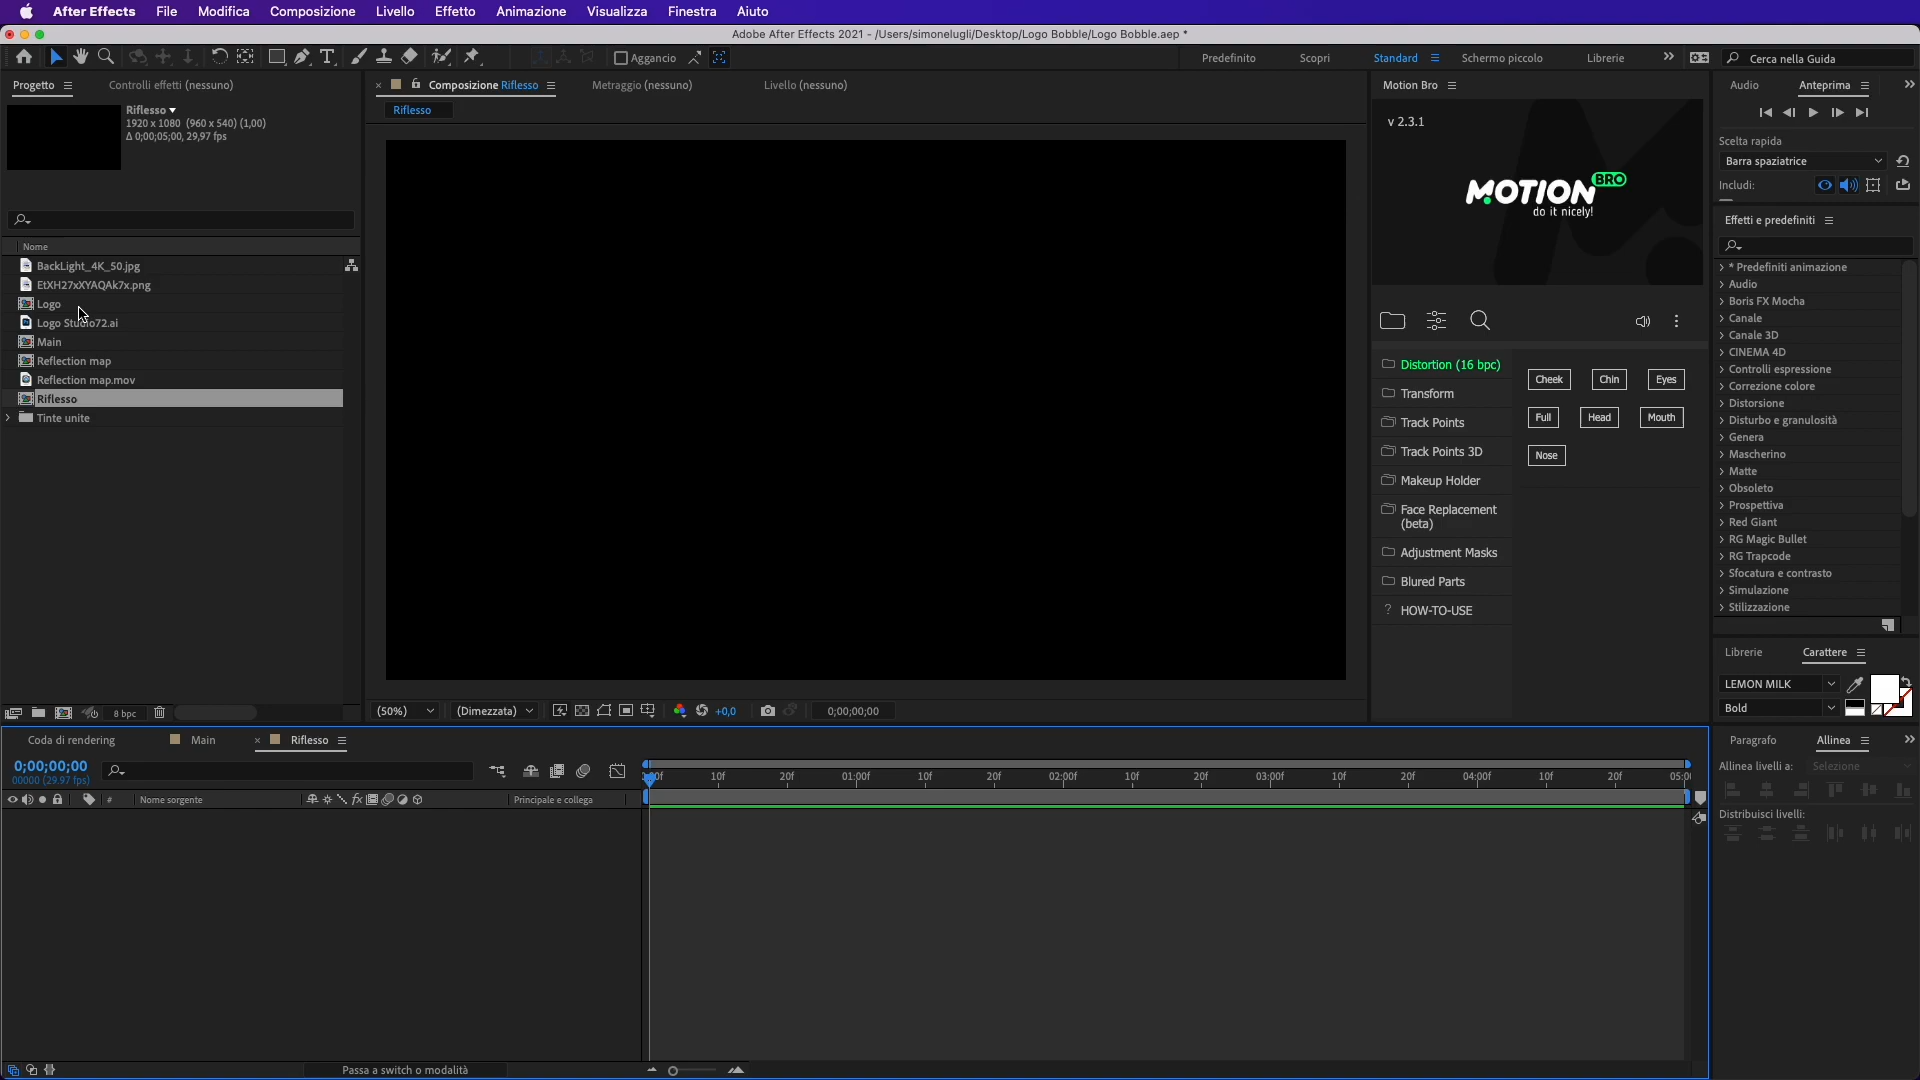 After Effects File Modifica Composizione Livello Effetto Animazione Visualizza Finestra Aiuto
Adobe After Effects 2021 - /Users/simonelugli/Desktop/Logo Bobble/Logo Bobble.aep *
Aggancio Predefinito Scopri Standard Schermo piccolo Librerie Cerca nella Guida
Progetto Controlli effetti (nessuno)
Riflesso
1920 x 1080 (960 x 540) (1,00)
Δ 0;00;05;00, 29,97 fps
Nome
BackLight_4K_50.jpg
EtXH27xXYAQAk7x.png
Logo
Logo Studio72.ai
Main
Reflection map
Reflection map.mov
Riflesso
Tinte unite
8 bpc
Composizione Riflesso Metraggio (nessuno) Livello (nessuno)
Riflesso
(50%) (Dimezzata) +0,0 0;00;00;00
Motion Bro
v 2.3.1
MOTION BRO
do it nicely!
Distortion (16 bpc)
Transform
Track Points
Track Points 3D
Makeup Holder
Face Replacement
(beta)
Adjustment Masks
Blured Parts
? HOW-TO-USE
Cheek Chin Eyes
Full Head Mouth
Nose
Audio Anteprima
Scelta rapida
Barra spaziatrice
Includi:
Effetti e predefiniti
* Predefiniti animazione
Audio
Boris FX Mocha
Canale
Canale 3D
CINEMA 4D
Controlli espressione
Correzione colore
Distorsione
Disturbo e granulosità
Genera
Mascherino
Matte
Obsoleto
Prospettiva
Red Giant
RG Magic Bullet
RG Trapcode
Sfocatura e contrasto
Simulazione
Stilizzazione
Librerie Carattere
LEMON MILK
Bold
Paragrafo Allinea
Allinea livelli a: Selezione
Distribuisci livelli:
Coda di rendering Main Riflesso
0;00;00;00
00000 (29.97 fps)
# Nome sorgente fx Principale e collega
10f 20f 01:00f 10f 20f 02:00f 10f 20f 03:00f 10f 20f 04:00f 10f 20f
Passa a switch o modalità